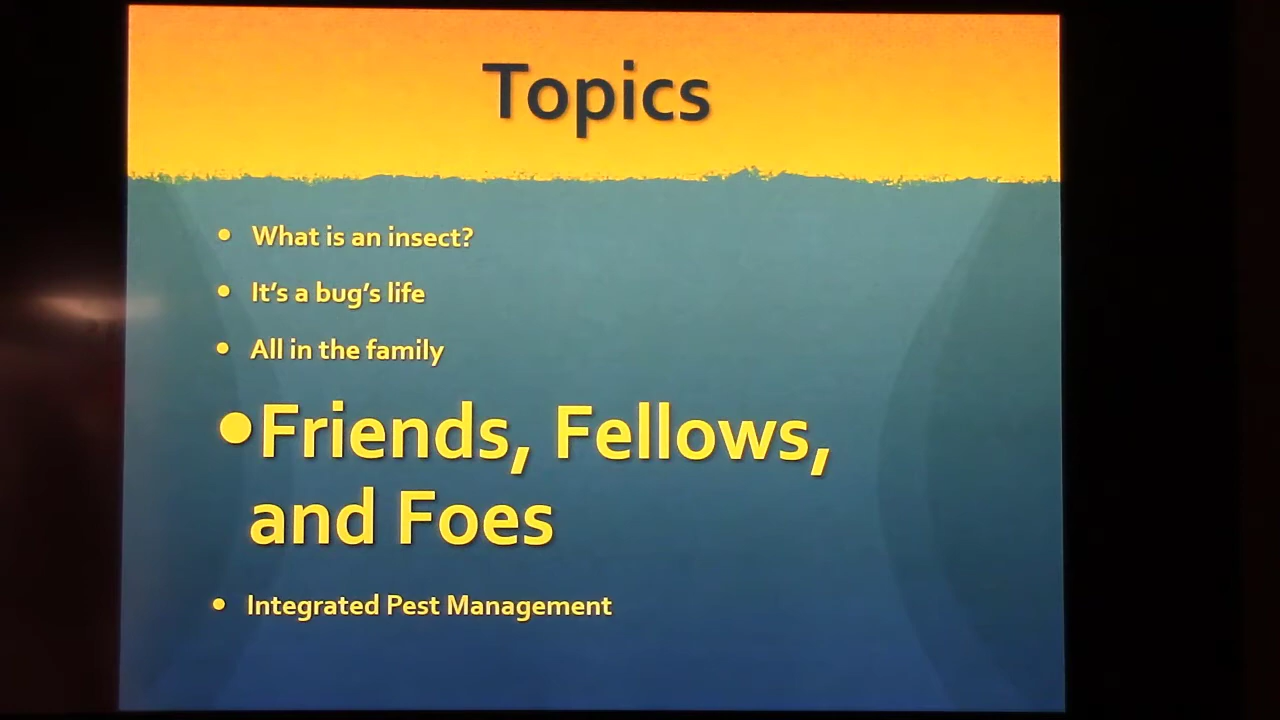 Topics
• What is an insect?
• It's a bug's life
• All in the family
• Friends, Fellows,
and Foes
• Integrated Pest Management